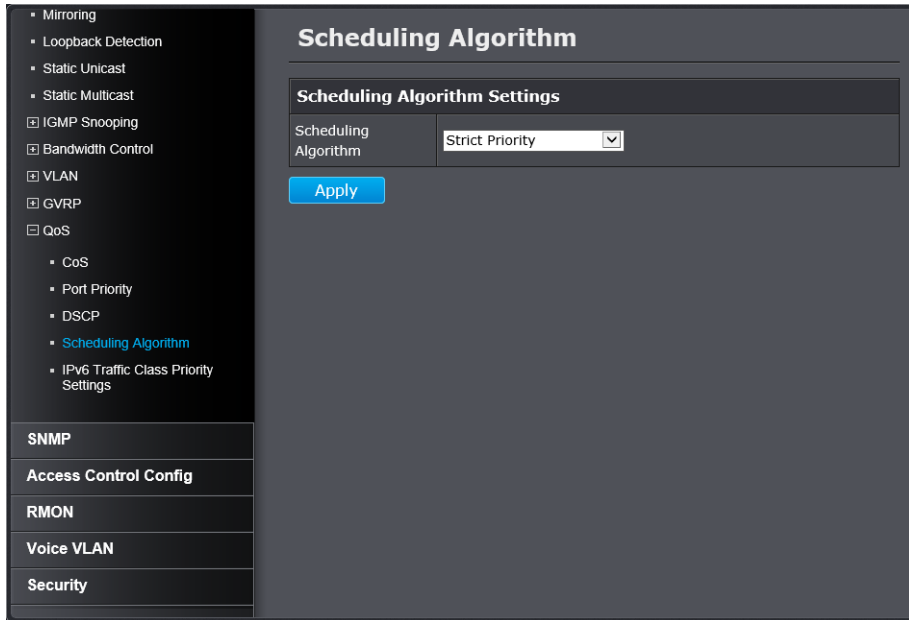 Mirroring
Loopback Detection
Static Unicast
Static Multicast
IGMP Snooping
Bandwidth Control
VLAN
GVRP
QoS
CoS
Port Priority
DSCP
Scheduling Algorithm
IPv6 Traffic Class Priority
Settings
SNMP
Access Control Config
RMON
Voice VLAN
Security
Scheduling Algorithm
Scheduling Algorithm Settings
Scheduling
Algorithm
Strict Priority
Apply